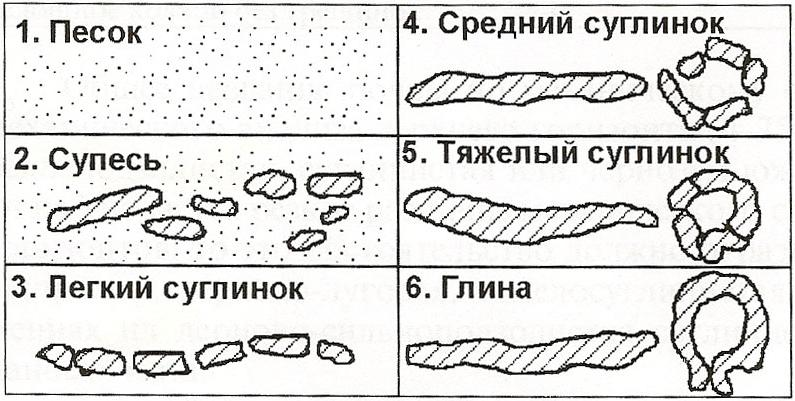 1. Песок
2. Супесь
3. Легкий суглинок
4. Средний суглинок
5. Тяжелый суглинок
6. Глина